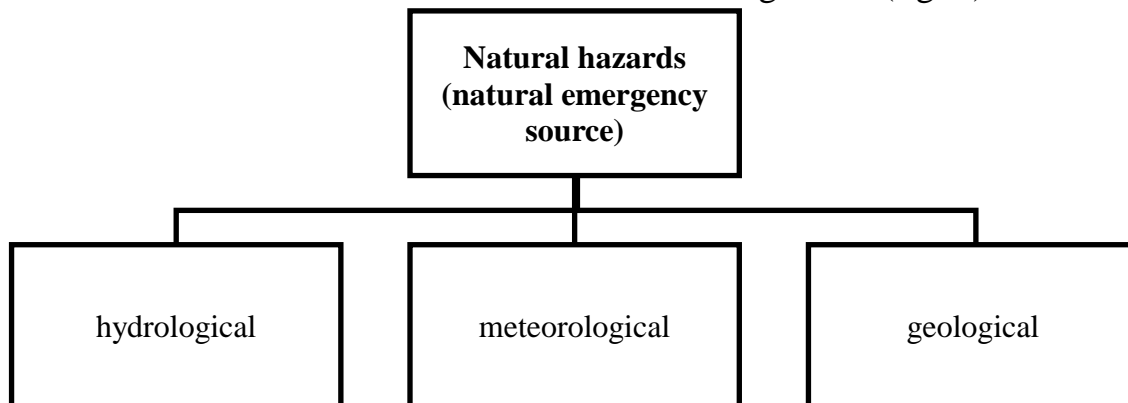 Natural hazards
(natural emergency
source)
hydrological
meteorological
geological